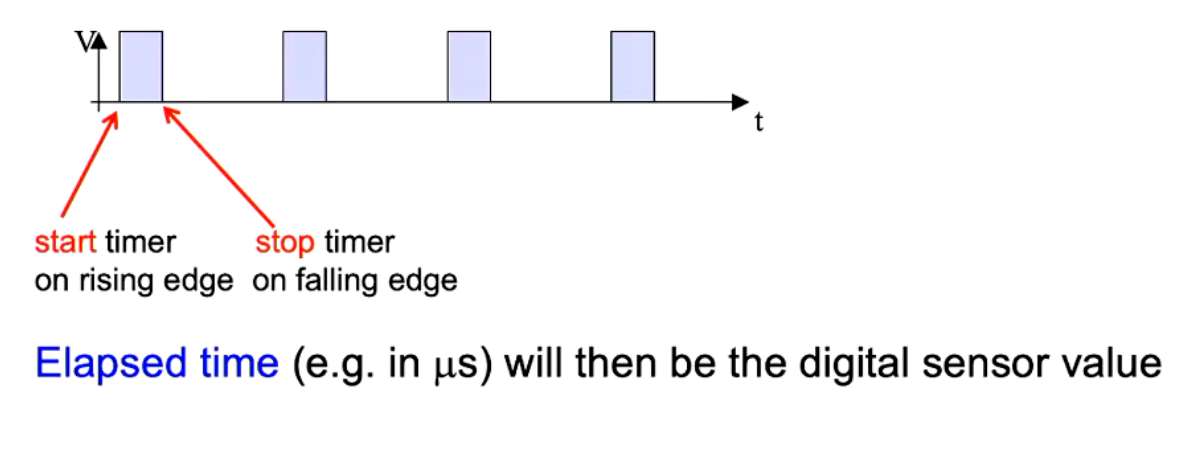 V
t
start timer stop timer
on rising edge on falling edge
Elapsed time (e.g. in μs) will then be the digital sensor value